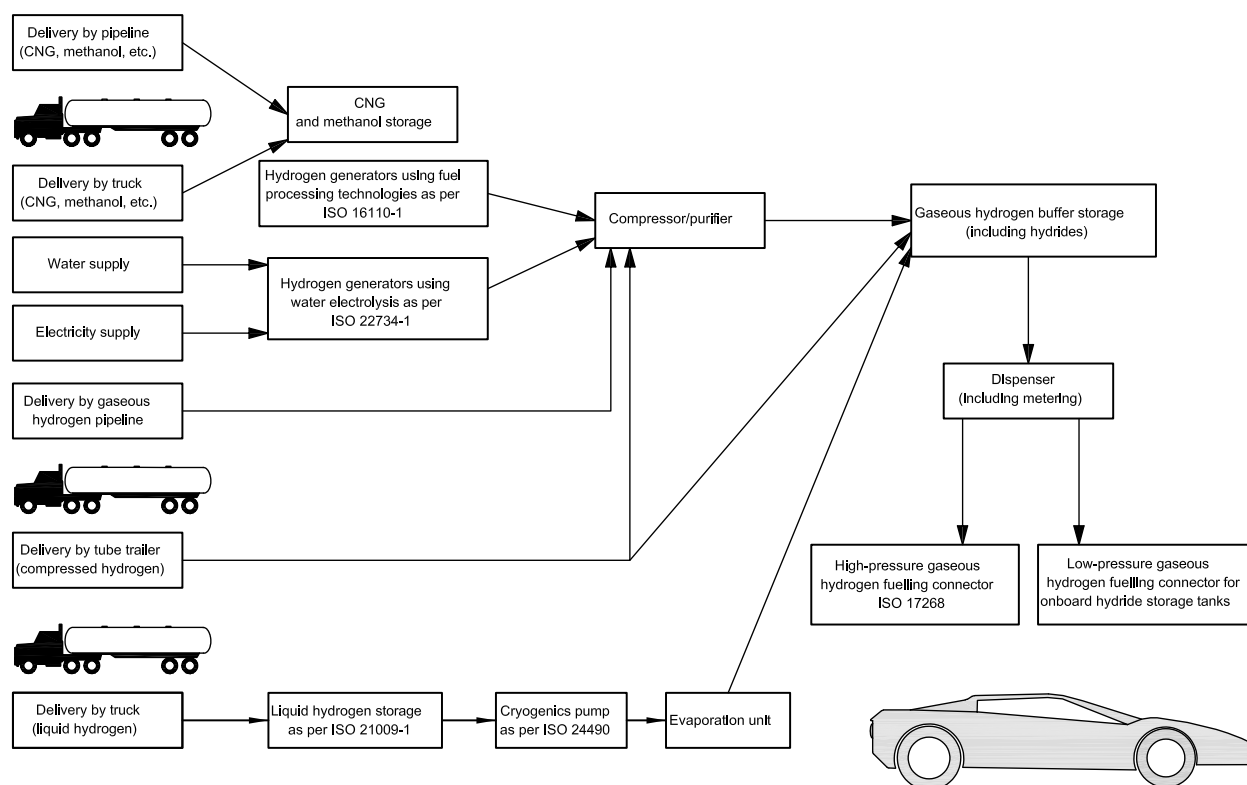 Delivery by pipeline
(CNG, methanol, etc.)
CNG
and methanol storage
Delivery by truck
(CNG, methanol, etc.)
Hydrogen generators using fuel
processing technologies as per
ISO 16110-1
Compressor/purifier
Gaseous hydrogen buffer storage
(including hydrides)
Water supply
Hydrogen generators using
water electrolysis as per
ISO 22734-1
Electricity supply
Dispenser
(including metering)
Delivery by gaseous
hydrogen pipeline
Delivery by tube trailer
(compressed hydrogen)
High-pressure gaseous
hydrogen fuelling connector
ISO 17268
Low-pressure gaseous
hydrogen fuelling connector for
onboard hydride storage tanks
Delivery by truck
(liquid hydrogen)
Liquid hydrogen storage
as per ISO 21009-1
Cryogenics pump
as per ISO 24490
Evaporation unit